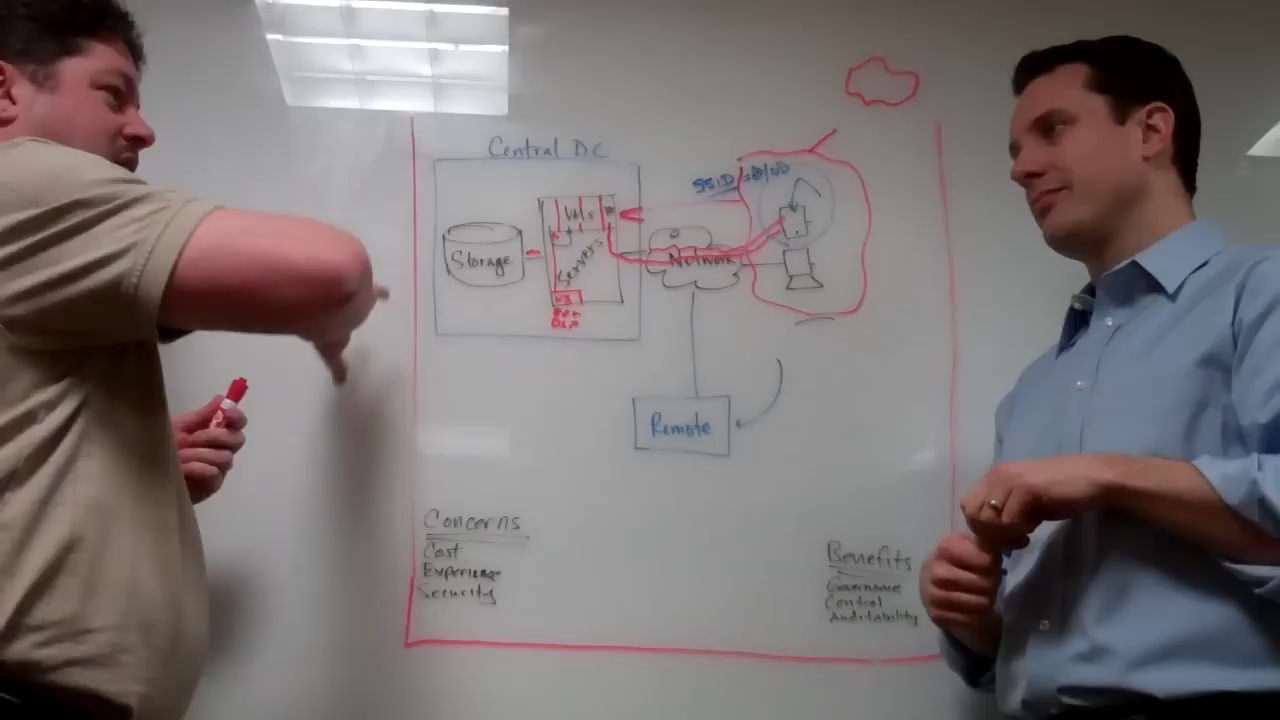 Central DC
SSID
VMs
Storage
Servers
Network
Remote
Concerns
Cost
Experience
Security
Benefits
Governance
Control
Auditability